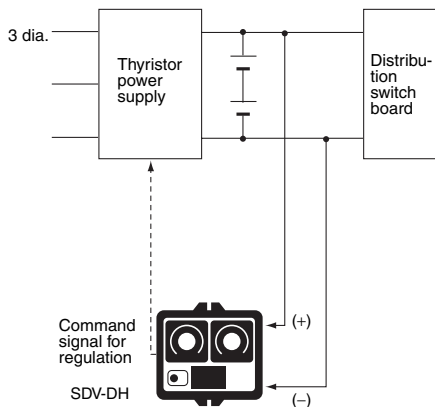 3 dia.
Thyristor
power
supply
Distribu-
tion
switch
board
(+)
Command
signal for
regulation
SDV-DH
(−)